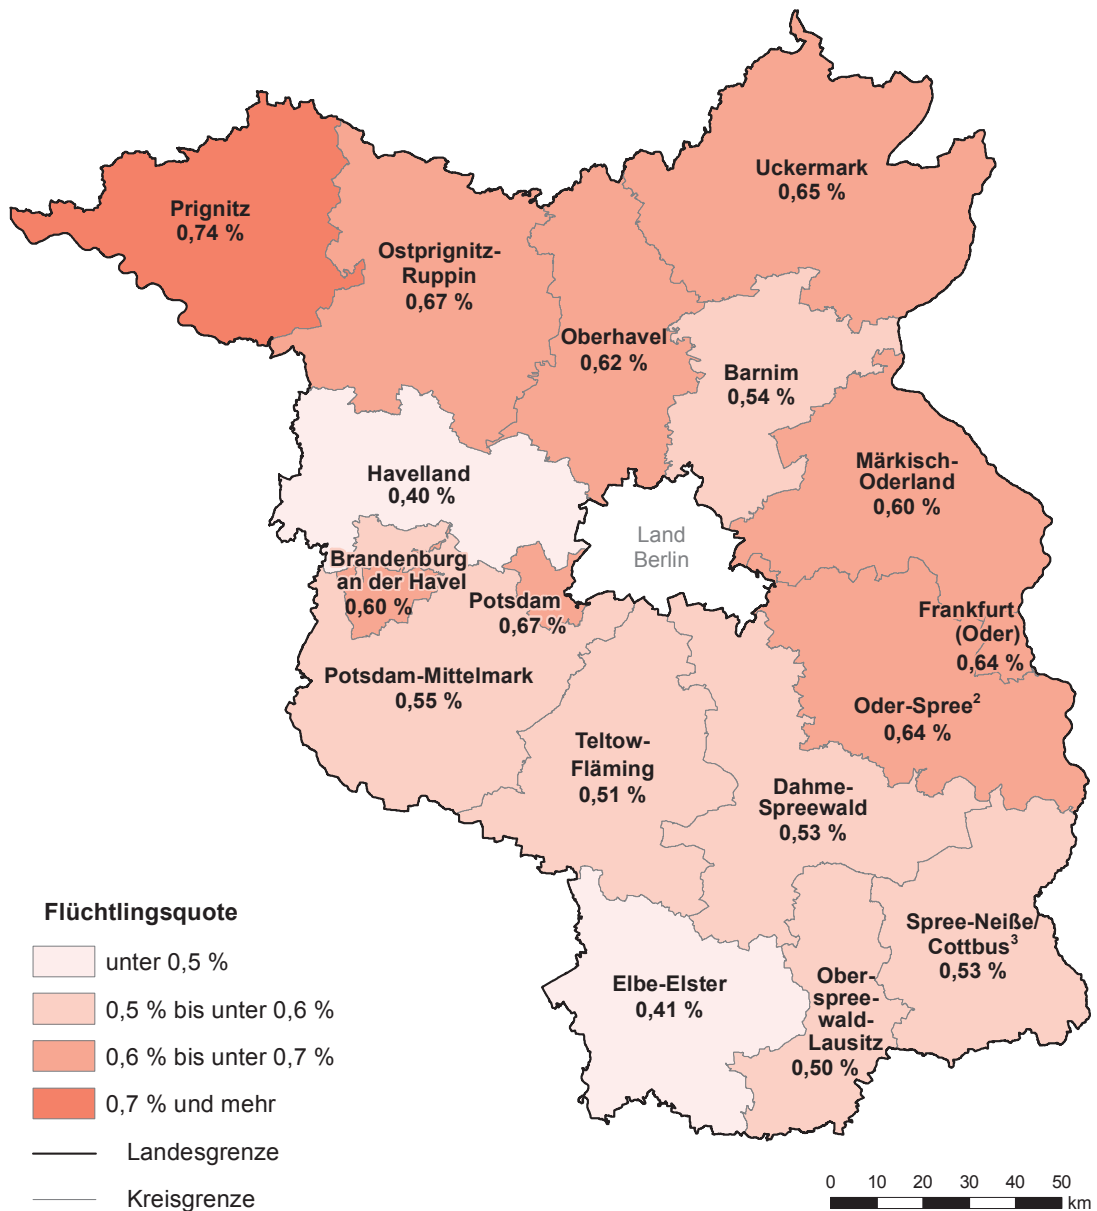 Uckermark
0,65 %
Prignitz
0,74 %
Ostprignitz-
Ruppin
0,67 %
Oberhavel
0,62 %
Barnim
0,54 %
Havelland
0,40 %
Märkisch-
Oderland
0,60 %
Land
Berlin
Brandenburg
an der Havel
0,60 %
Potsdam
0,67 %
Frankfurt
(Oder)
0,64 %
Potsdam-Mittelmark
0,55 %
Oder-Spree²
0,64 %
Teltow-
Fläming
0,51 %
Dahme-
Spreewald
0,53 %
Spree-Neiße/
Cottbus³
0,53 %
Elbe-Elster
0,41 %
Ober-
spree-
wald-
Lausitz
0,50 %
Flüchtlingsquote
unter 0,5 %
0,5 % bis unter 0,6 %
0,6 % bis unter 0,7 %
0,7 % und mehr
Landesgrenze
Kreisgrenze
0 10 20 30 40 50
km